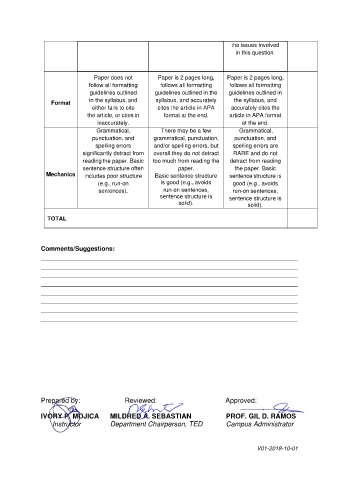 the issues involved
in this question.
Format
Paper does not
follow all formatting
guidelines outlined
in the syllabus, and
either fails to cite
the article, or cites in
inaccurately.
Paper is 2 pages long,
follows all formatting
guidelines outlined in the
syllabus, and accurately
cites the article in APA
format at the end.
Paper is 2 pages long,
follows all formatting
guidelines outlined in
the syllabus, and
accurately cites the
article in APA format
at the end.
Mechanics
Grammatical,
punctuation, and
spelling errors
significantly detract from
reading the paper. Basic
sentence structure often
includes poor structure
(e.g., run-on
sentences).
There may be a few
grammatical, punctuation,
and/or spelling errors, but
overall they do not detract
too much from reading the
paper.
Basic sentence structure
is good (e.g., avoids
run-on sentences,
sentence structure is
solid).
Grammatical,
punctuation, and
spelling errors are
RARE and do not
detract from reading
the paper. Basic
sentence structure is
good (e.g., avoids
run-on sentences,
sentence structure is
solid).
TOTAL
Comments/Suggestions:
Prepared by: Reviewed: Approved:
IVORY P. MOJICA MILDRED A. SEBASTIAN PROF. GIL D. RAMOS
Instructor Department Chairperson, TED Campus Administrator
V01-2018-10-01